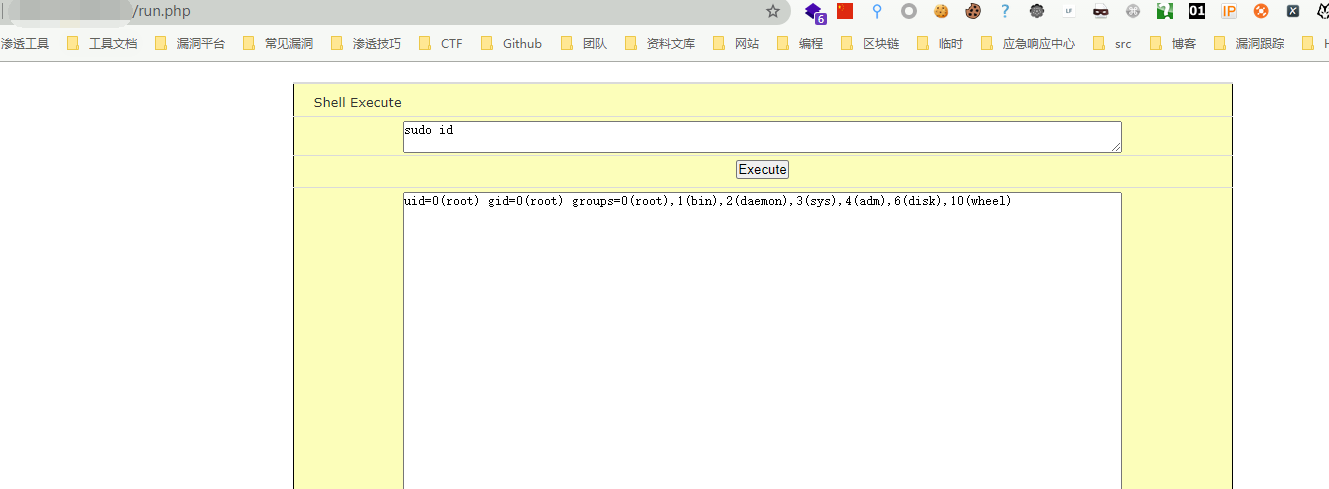 /run.php
6 LF 01 IP X
渗透工具 工具文档 漏洞平台 常见漏洞 渗透技巧 CTF Github 团队 资料文库 网站 编程 区块链 临时 应急响应中心 src 博客 漏洞跟踪
Shell Execute
sudo id
Execute
uid=0(root) gid=0(root) groups=0(root),1(bin),2(daemon),3(sys),4(adm),6(disk),10(wheel)